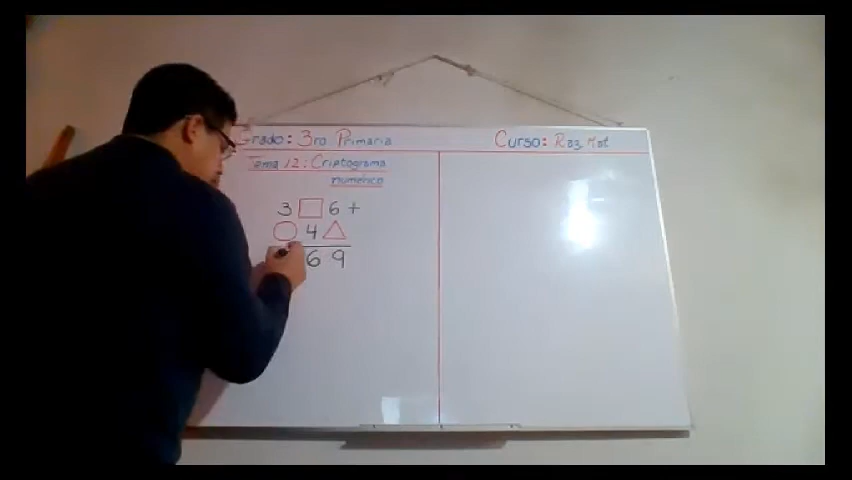 Grado: 3ro Primaria
Curso: Raz. Mat
Tema 12: Criptograma
numérico
3 □ 6 +
○ 4 △
6 9